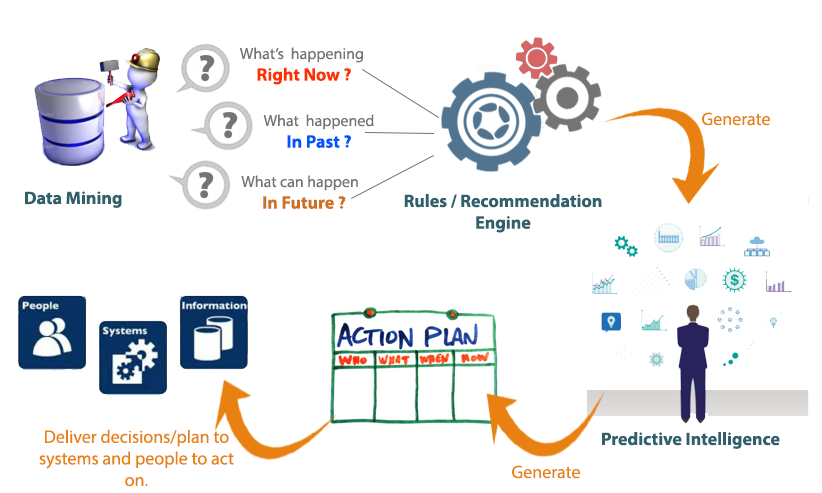 What's happening
Right Now ?
What happened
In Past ?
What can happen
In Future ?
Data Mining
Rules / Recommendation
Engine
Generate
People
Systems
Information
ACTION PLAN
WHO WHAT WHEN HOW
Predictive Intelligence
Generate
Deliver decisions/plan to
systems and people to act
on.
? 
? 
?
$